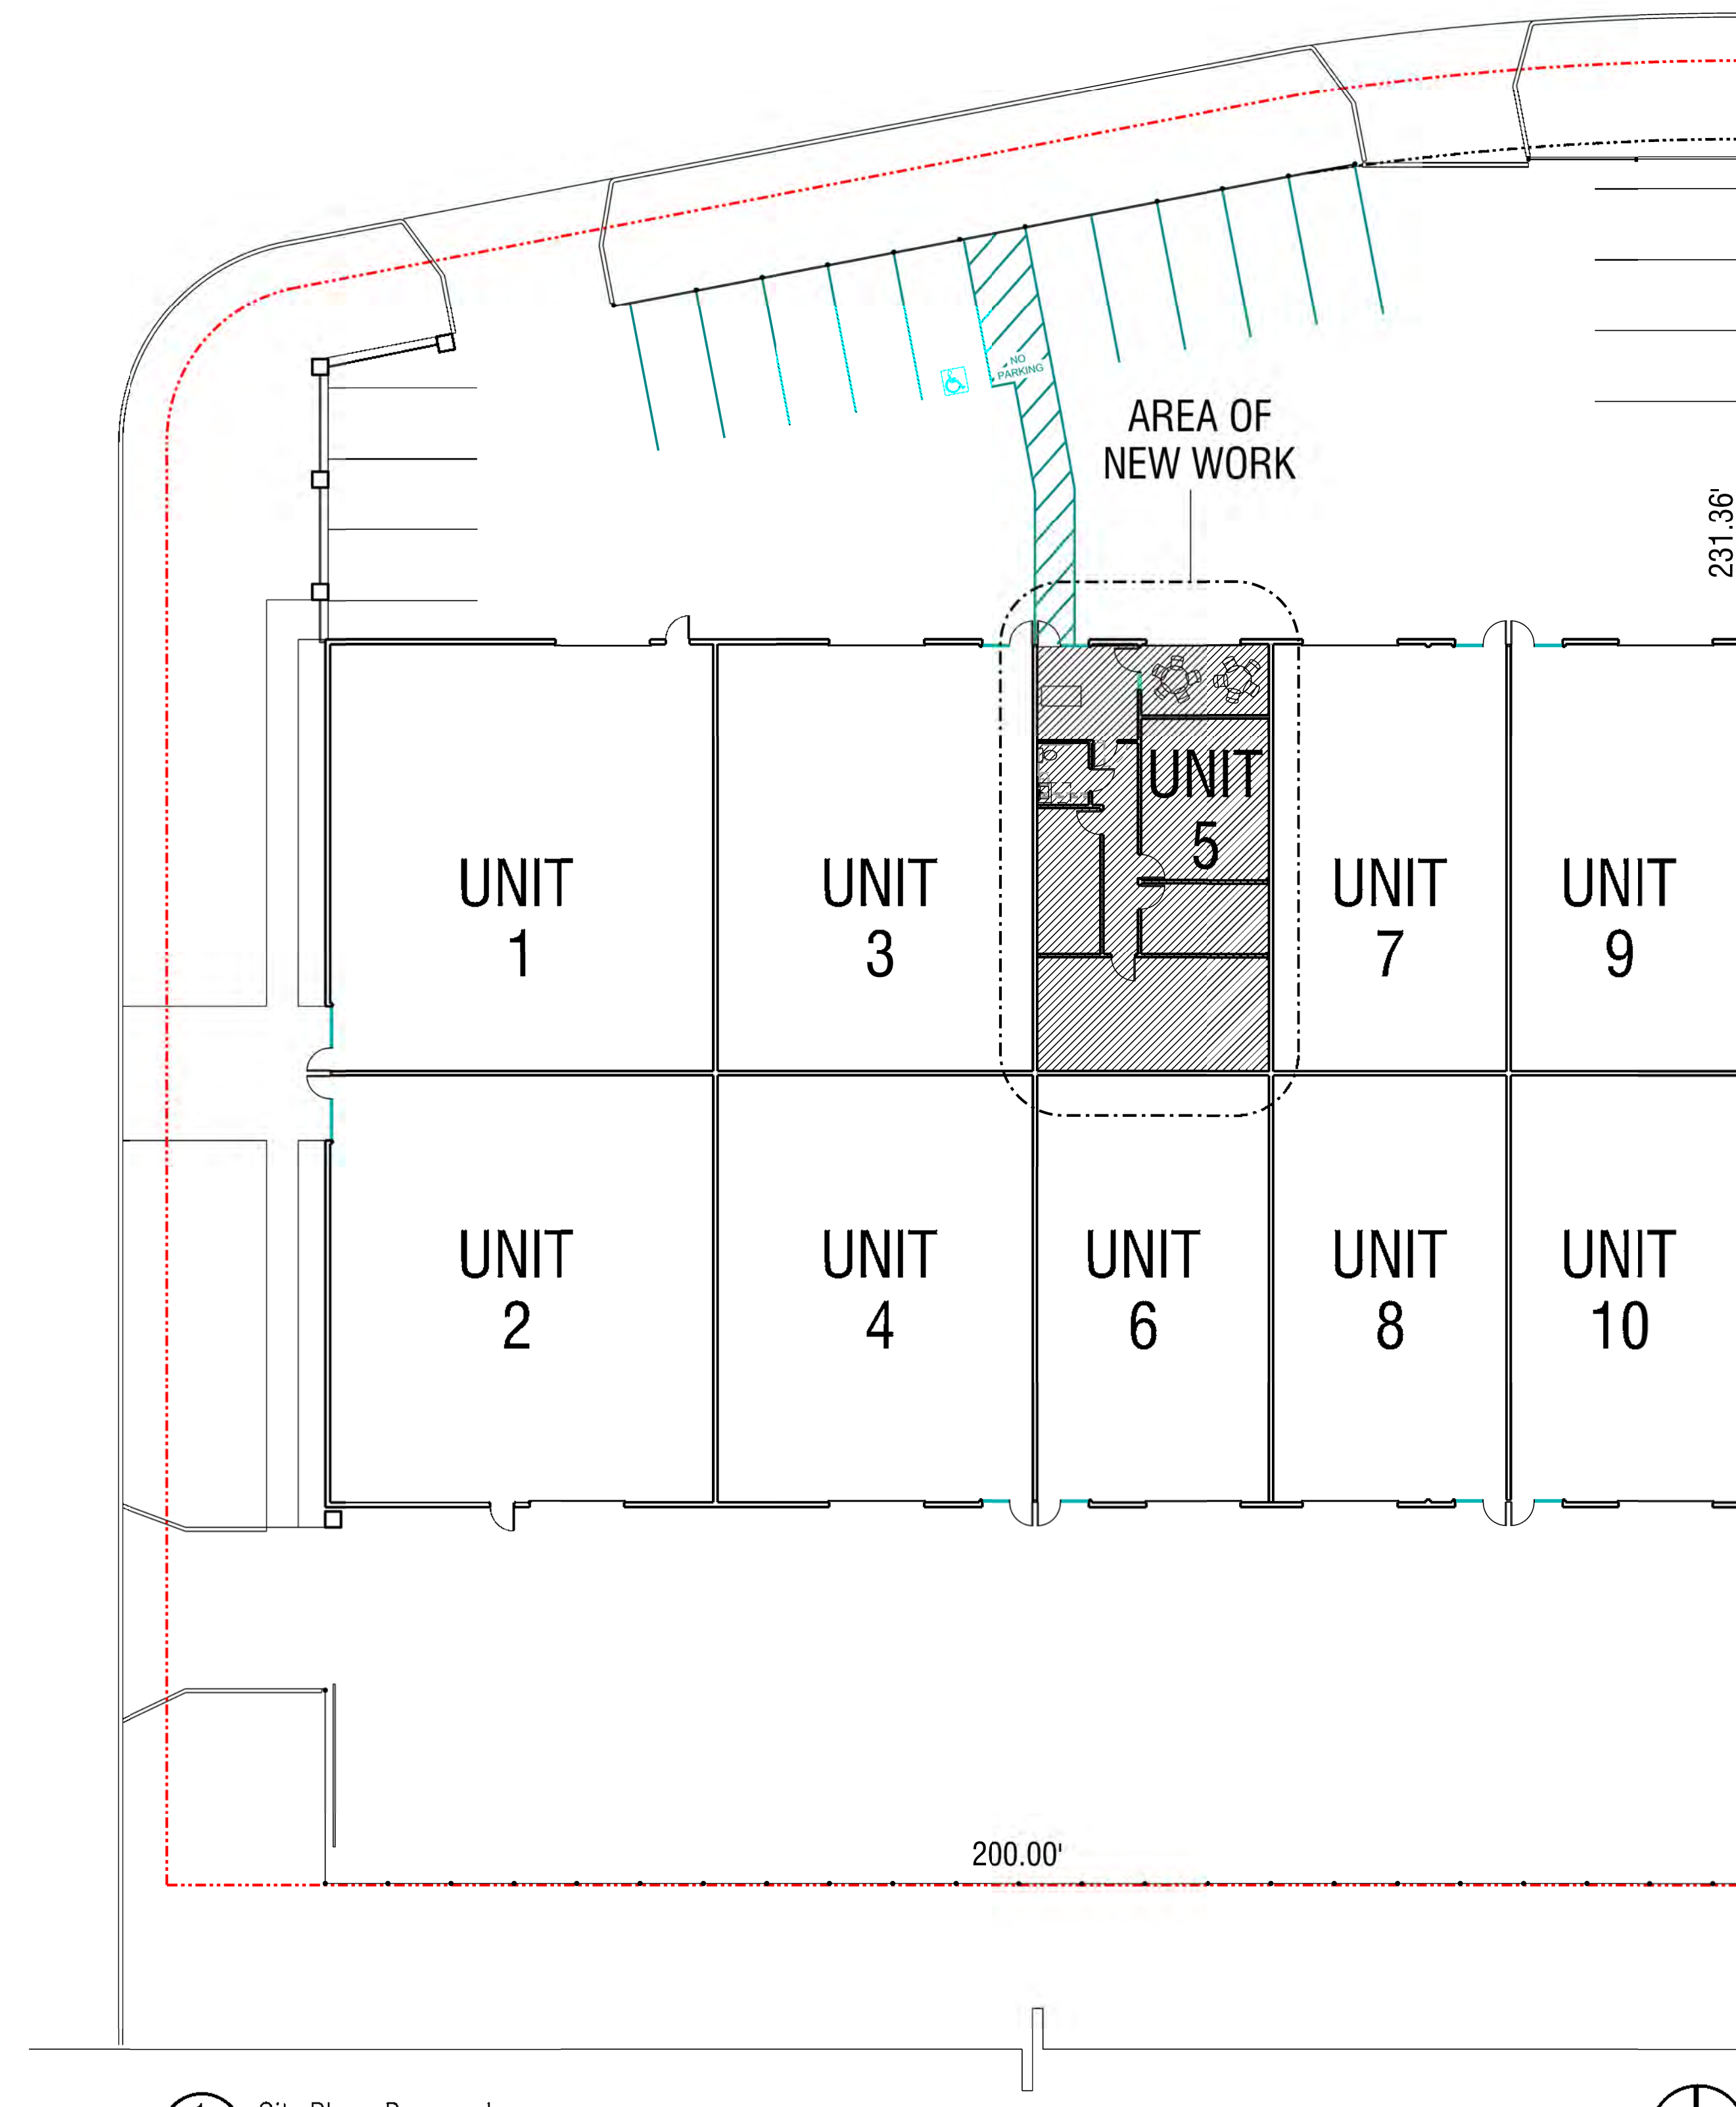 NO
PARKING
AREA OF
NEW WORK
231.36'
UNIT
5
UNIT
1
UNIT
3
UNIT
7
UNIT
9
UNIT
2
UNIT
4
UNIT
6
UNIT
8
UNIT
10
200.00'